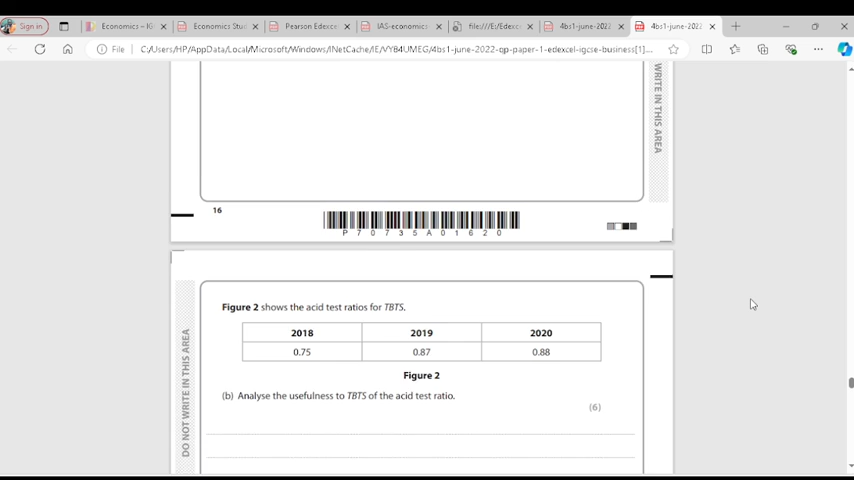 Sign in
Economics – Ki
Economics Stud
Pearson Edexcel
IAS-economics
file:///E:/Edexce
4bs1-june-2022
4bs1-june-2022
File
C:/Users/HP/AppData/Local/Microsoft/Windows/INetCache/IE/VY84UMEG/4bs1-june-2022-qp-paper-1-edexcel-igcse-business[1]....
WRITE IN THIS AREA
16
P 7 0 7 3 5 A 0 1 6 2 0
DO NOT WRITE IN THIS AREA
Figure 2 shows the acid test ratios for TBTS.
2018 2019 2020
0.75 0.87 0.88
Figure 2
(b) Analyse the usefulness to TBTS of the acid test ratio.
(6)